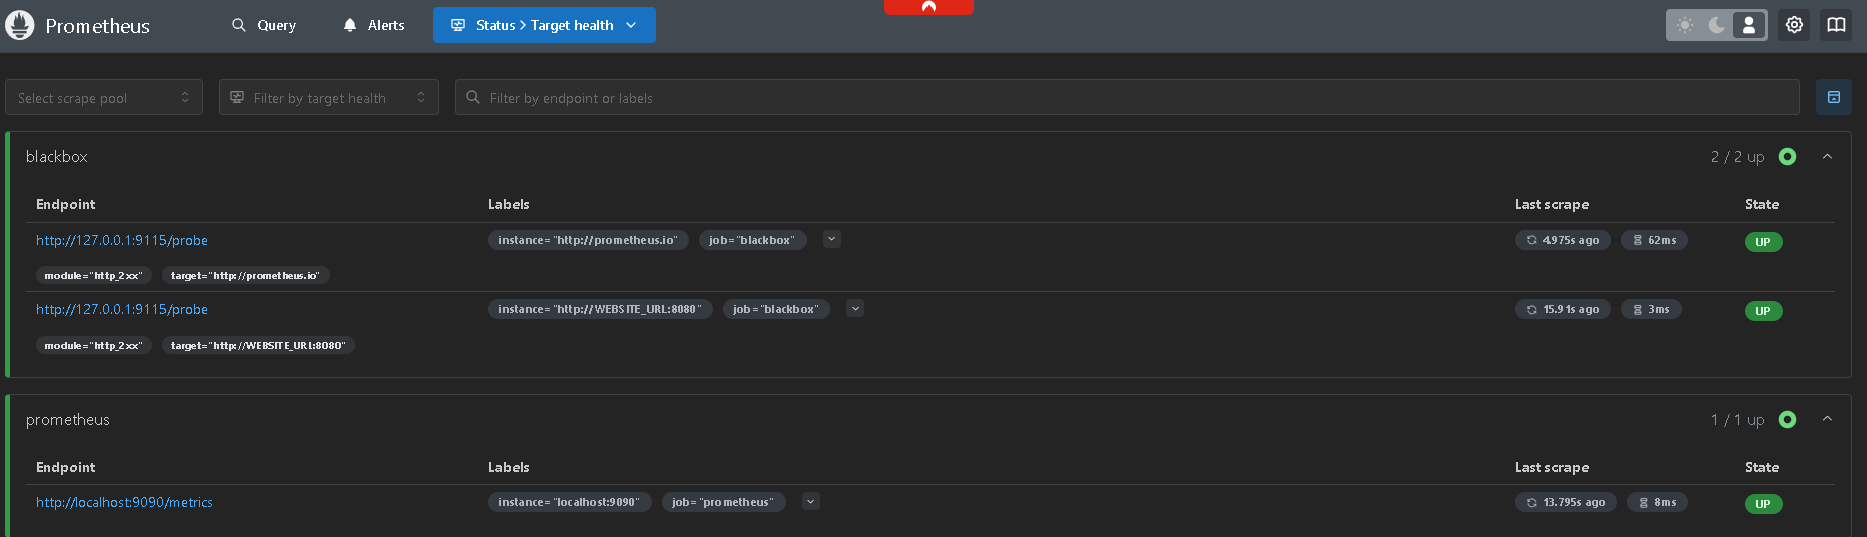 Prometheus Query Alerts Status > Target health
Select scrape pool Filter by target health Filter by endpoint or labels
blackbox 2 / 2 up
Endpoint Labels Last scrape State
http://127.0.0.1:9115/probe instance="http://prometheus.io" job="blackbox" 4.975s ago 62ms UP
module="http_2xx" target="http://prometheus.io"
http://127.0.0.1:9115/probe instance="http://WEBSITE_URL:8080" job="blackbox" 15.91s ago 3ms UP
module="http_2xx" target="http://WEBSITE_URL:8080"
prometheus 1 / 1 up
Endpoint Labels Last scrape State
http://localhost:9090/metrics instance="localhost:9090" job="prometheus" 13.795s ago 8ms UP